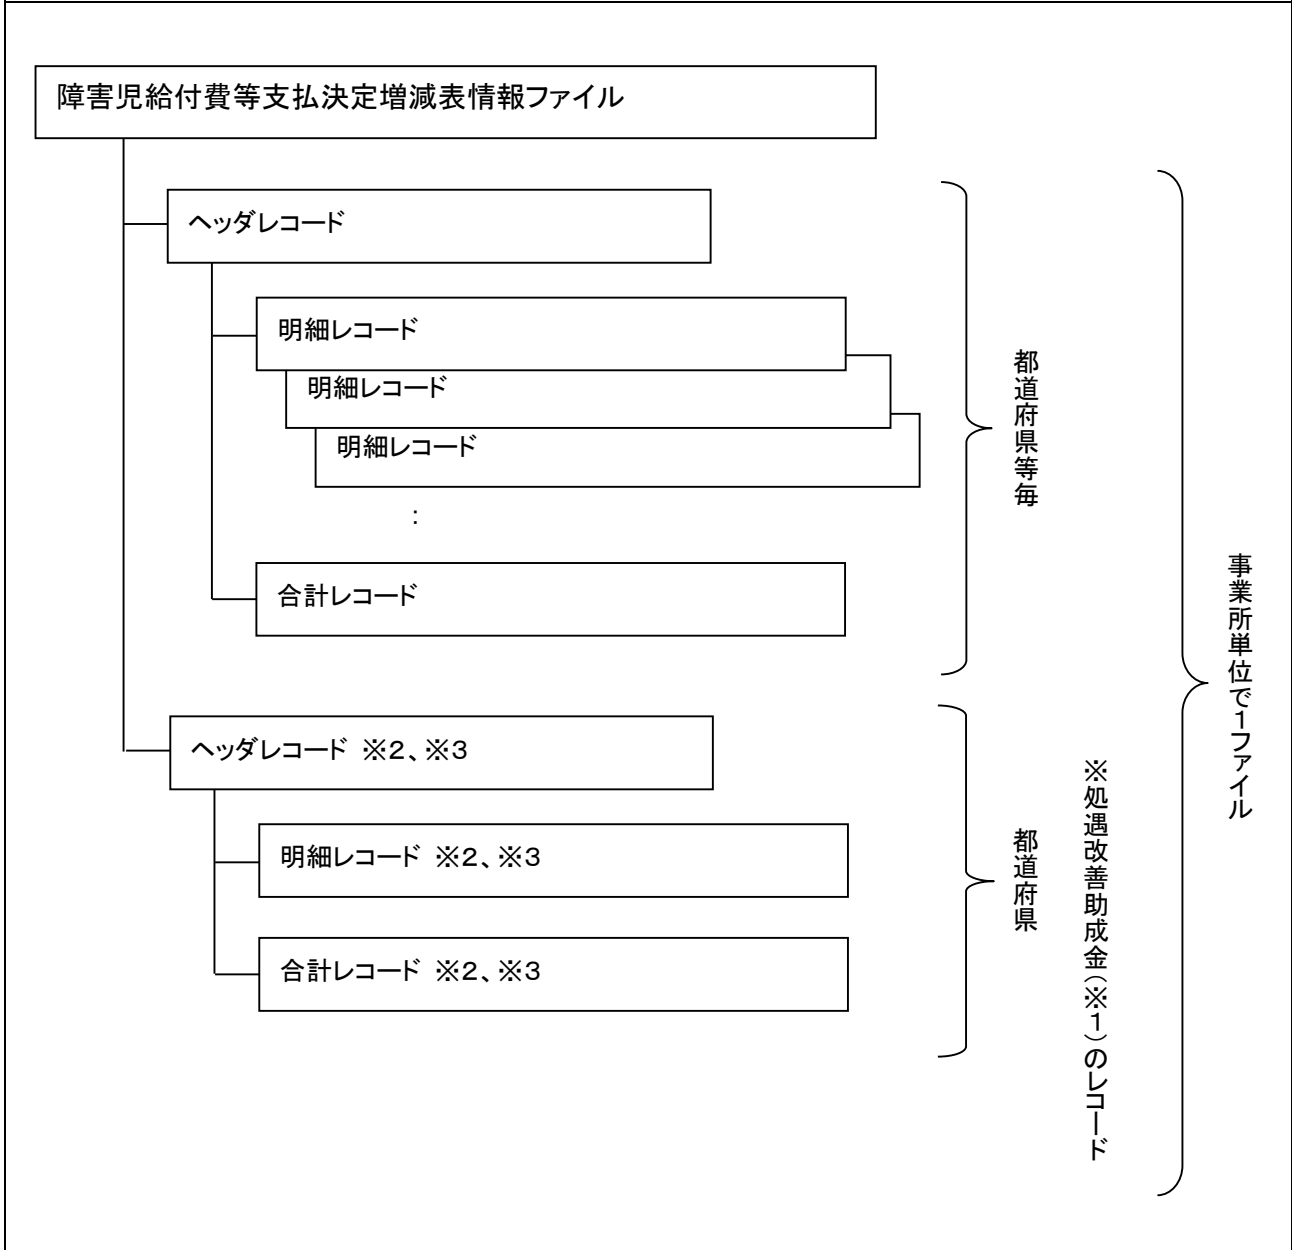 障害児給付費等支払決定増減表情報ファイル
ヘッダレコード
明細レコード
明細レコード
明細レコード
:
合計レコード
都道府県等毎
ヘッダレコード ※2、※3
明細レコード ※2、※3
合計レコード ※2、※3
都道府県
※処遇改善助成金(※1)のレコード
事業所単位で1ファイル